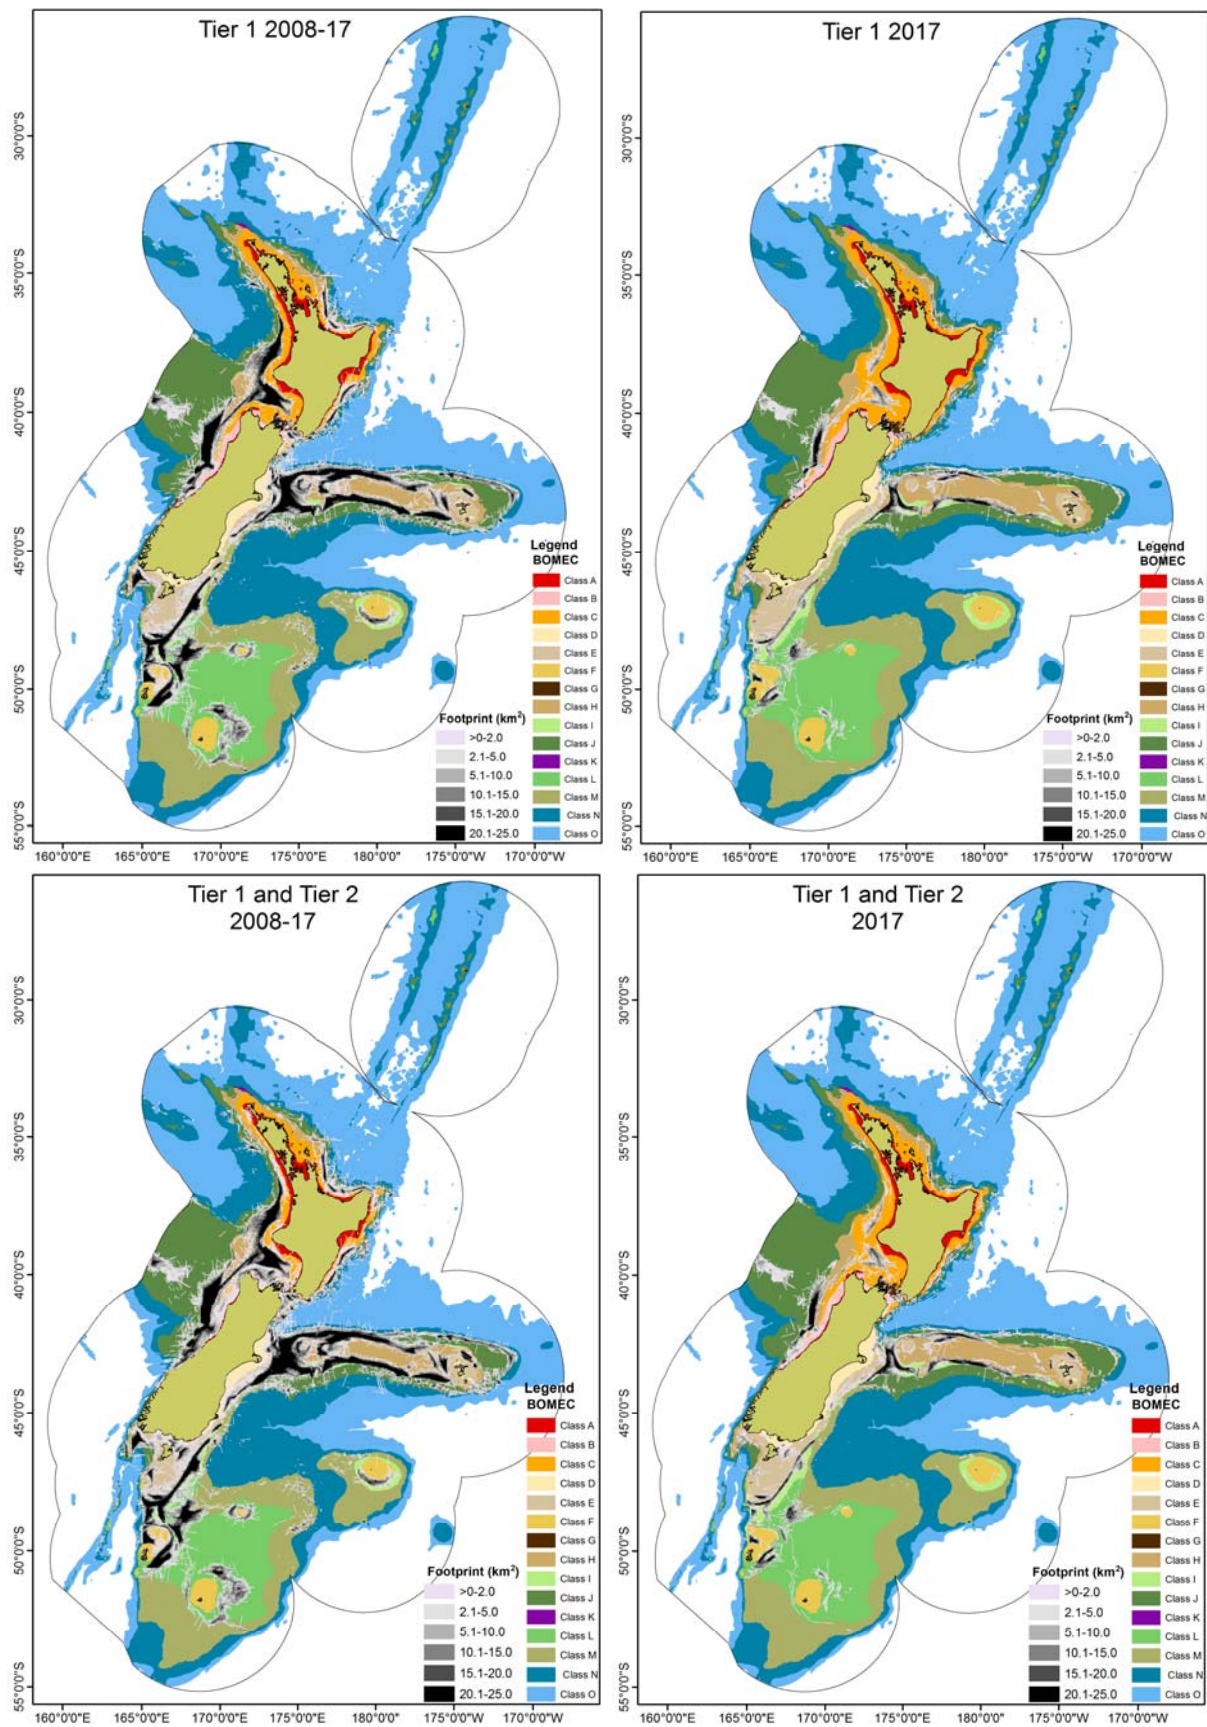 Tier 1 2008-17
30°0'0"S
35°0'0"S
40°0'0"S
45°0'0"S
50°0'0"S
55°0'0"S
Legend
BOMEC
Class A
Class B
Class C
Class D
Class E
Class F
Class G
Class H
Class I
Class J
Class K
Class L
Class M
Class N
Class O
Footprint (km²)
>0-2.0
2.1-5.0
5.1-10.0
10.1-15.0
15.1-20.0
20.1-25.0
160°0'0"E 165°0'0"E 170°0'0"E 175°0'0"E 180°0'0" 175°0'0"W 170°0'0"W
Tier 1 2017
30°0'0"S
35°0'0"S
40°0'0"S
45°0'0"S
50°0'0"S
55°0'0"S
Legend
BOMEC
Class A
Class B
Class C
Class D
Class E
Class F
Class G
Class H
Class I
Class J
Class K
Class L
Class M
Class N
Class O
Footprint (km²)
>0-2.0
2.1-5.0
5.1-10.0
10.1-15.0
15.1-20.0
20.1-25.0
160°0'0"E 165°0'0"E 170°0'0"E 175°0'0"E 180°0'0" 175°0'0"W 170°0'0"W
Tier 1 and Tier 2
2008-17
30°0'0"S
35°0'0"S
40°0'0"S
45°0'0"S
50°0'0"S
55°0'0"S
Legend
BOMEC
Class A
Class B
Class C
Class D
Class E
Class F
Class G
Class H
Class I
Class J
Class K
Class L
Class M
Class N
Class O
Footprint (km²)
>0-2.0
2.1-5.0
5.1-10.0
10.1-15.0
15.1-20.0
20.1-25.0
160°0'0"E 165°0'0"E 170°0'0"E 175°0'0"E 180°0'0" 175°0'0"W 170°0'0"W
Tier 1 and Tier 2
2017
30°0'0"S
35°0'0"S
40°0'0"S
45°0'0"S
50°0'0"S
55°0'0"S
Legend
BOMEC
Class A
Class B
Class C
Class D
Class E
Class F
Class G
Class H
Class I
Class J
Class K
Class L
Class M
Class N
Class O
Footprint (km²)
>0-2.0
2.1-5.0
5.1-10.0
10.1-15.0
15.1-20.0
20.1-25.0
160°0'0"E 165°0'0"E 170°0'0"E 175°0'0"E 180°0'0" 175°0'0"W 170°0'0"W